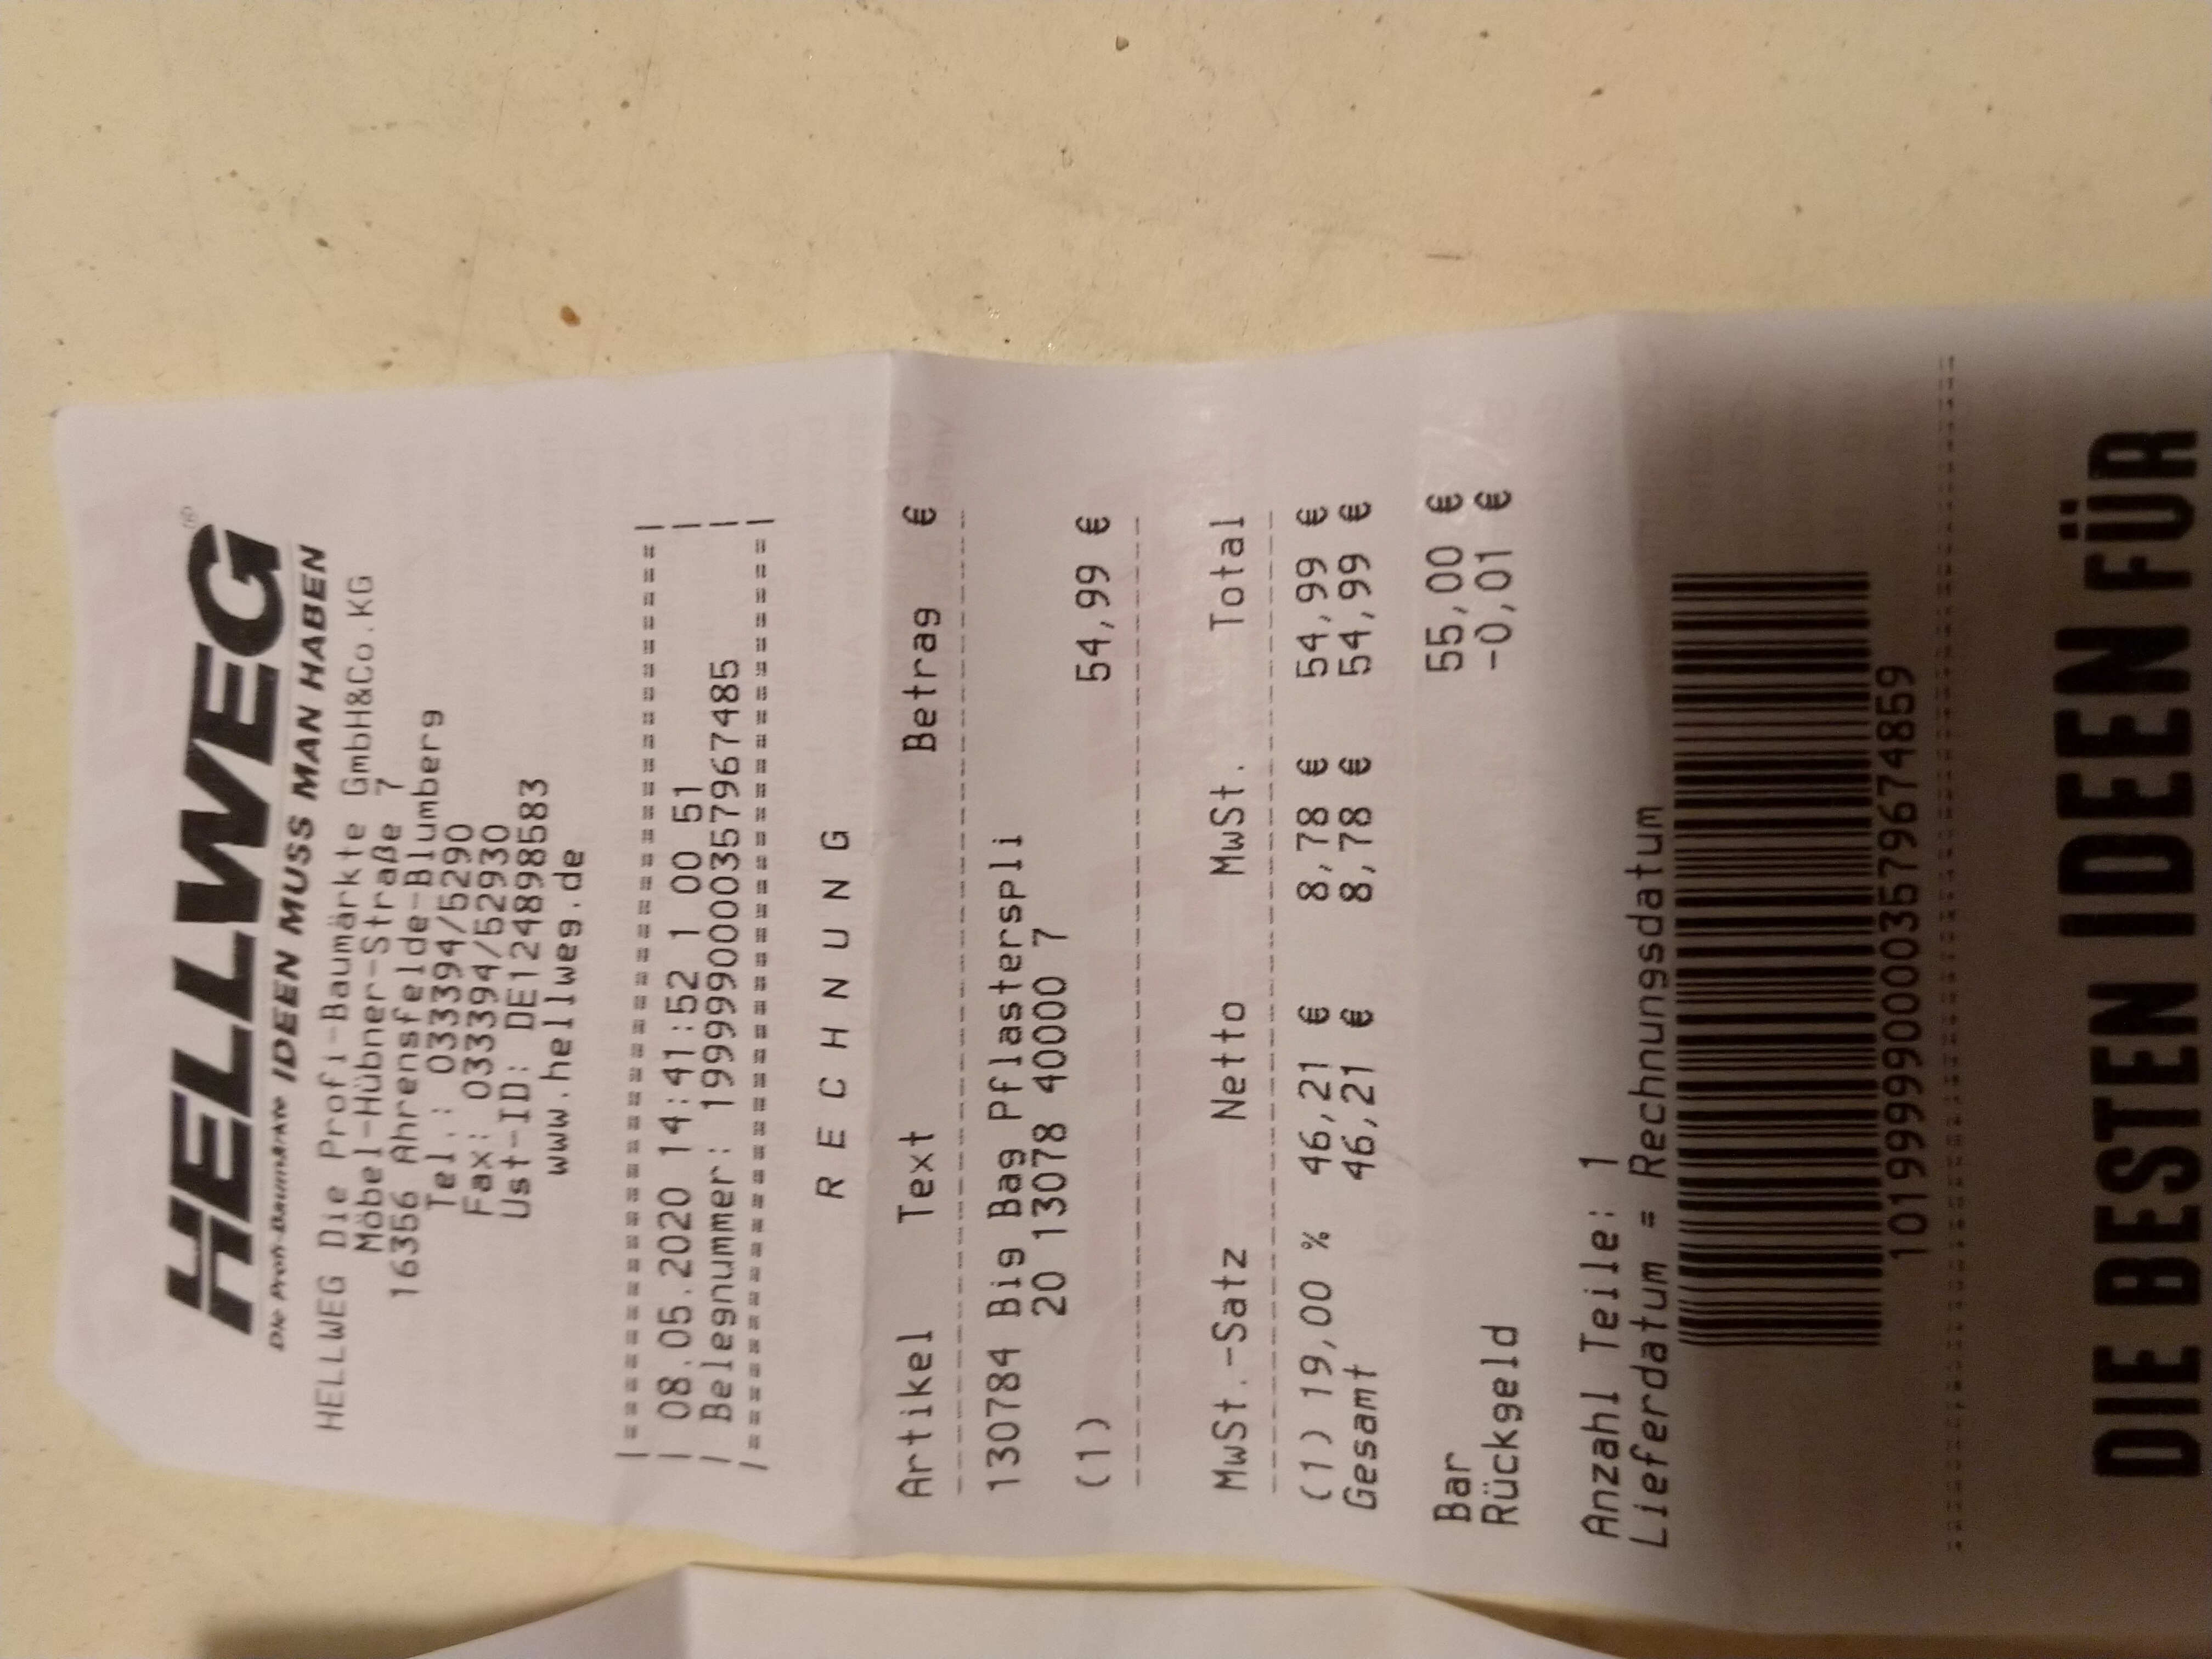 HELLWEG®
Die Profi-Baumärkte IDEEN MUSS MAN HABEN
HELLWEG Die Profi-Baumärkte GmbH&Co.KG
Möbel-Hübner-Straße 7
16356 Ahrensfelde-Blumberg
Tel.: 033394/5290
Fax: 033394/52930
Ust-ID: DE124898583
www.hellweg.de
|==============================|
| 08.05.2020 14:41:52 1 00 51 |
| Belegnummer: 1999990000357967485 |
|==============================|
R E C H N U N G
Artikel Text Betrag €
130784 Big Bag Pflasterspli
20 13078 40000 7
(1) 54,99 €
MwSt.-Satz Netto MwSt. Total
(1) 19,00 % 46,21 € 8,78 € 54,99 €
Gesamt 46,21 € 8,78 € 54,99 €
Bar 55,00 €
Rückgeld -0,01 €
Anzahl Teile: 1
Lieferdatum = Rechnungsdatum
1019999900003579674859
DIE BESTEN IDEEN FÜR